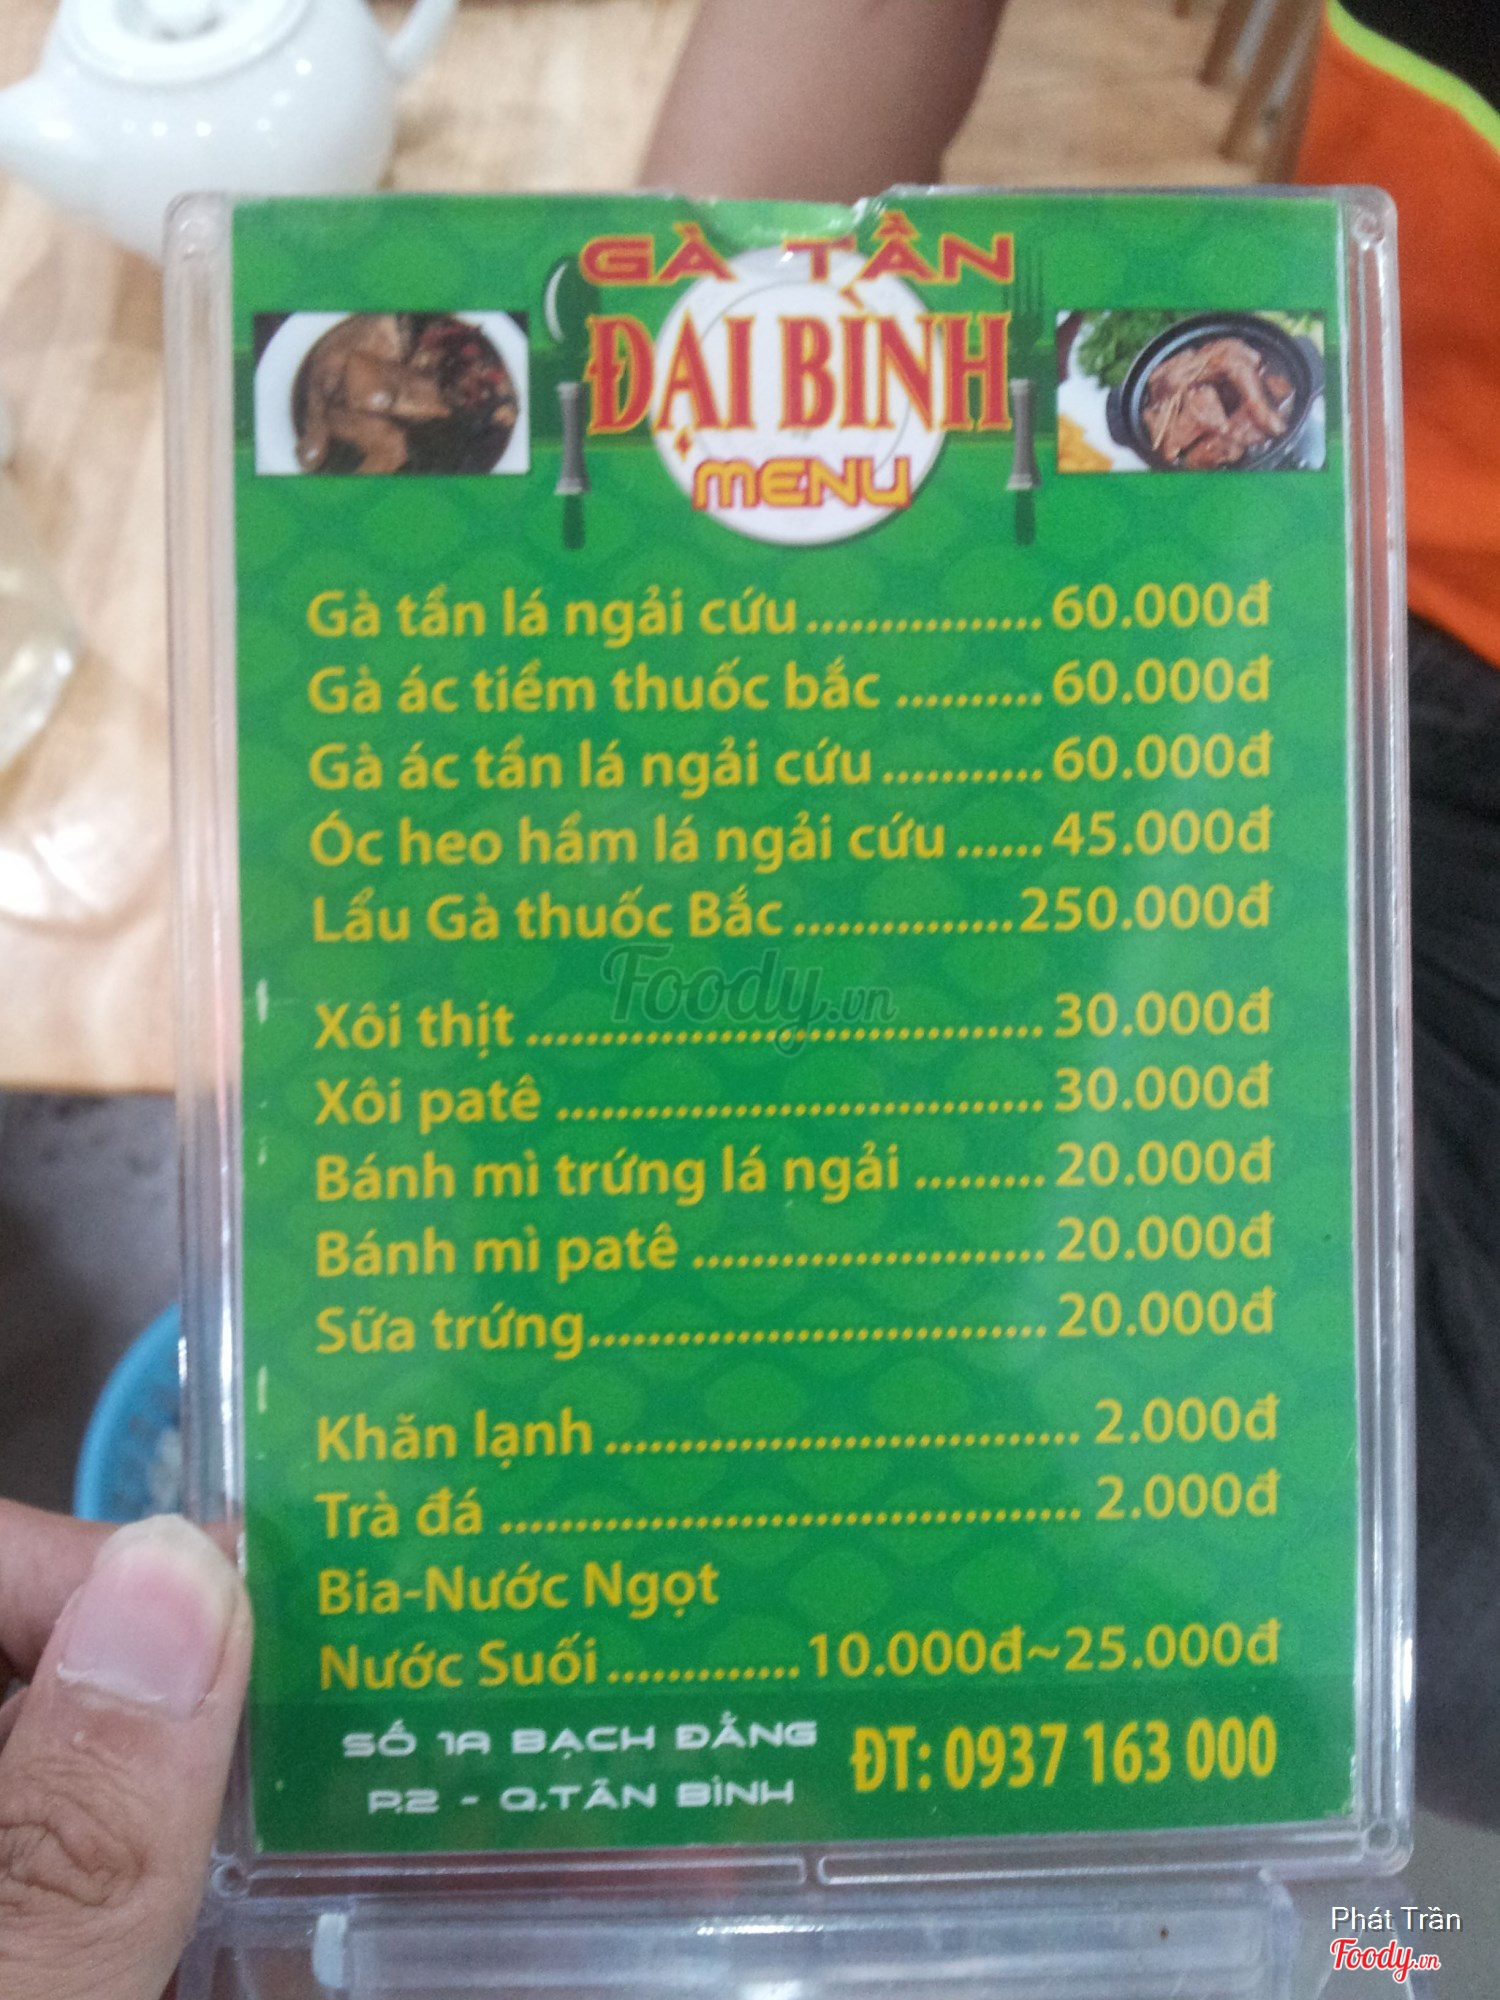 GÀ TẦN
ĐẠI BÌNH
MENU
Gà tần lá ngải cứu................60.000đ
Gà ác tiềm thuốc bắc ..........60.000đ
Gà ác tần lá ngải cứu...........60.000đ
Óc heo hầm lá ngải cứu......45.000đ
Lẩu Gà thuốc Bắc...............250.000đ
Foody.vn
Xôi thịt ...................................30.000đ
Xôi patê .................................30.000đ
Bánh mì trứng lá ngải .........20.000đ
Bánh mì patê ........................20.000đ
Sữa trứng...............................20.000đ
Khăn lạnh ................................ 2.000đ
Trà đá ....................................... 2.000đ
Bia-Nước Ngọt
Nước Suối.............10.000đ~25.000đ
SỐ 1A BẠCH ĐẰNG
P.2 - Q.TÂN BÌNH
ĐT: 0937 163 000
Phát Trần
Foody.vn